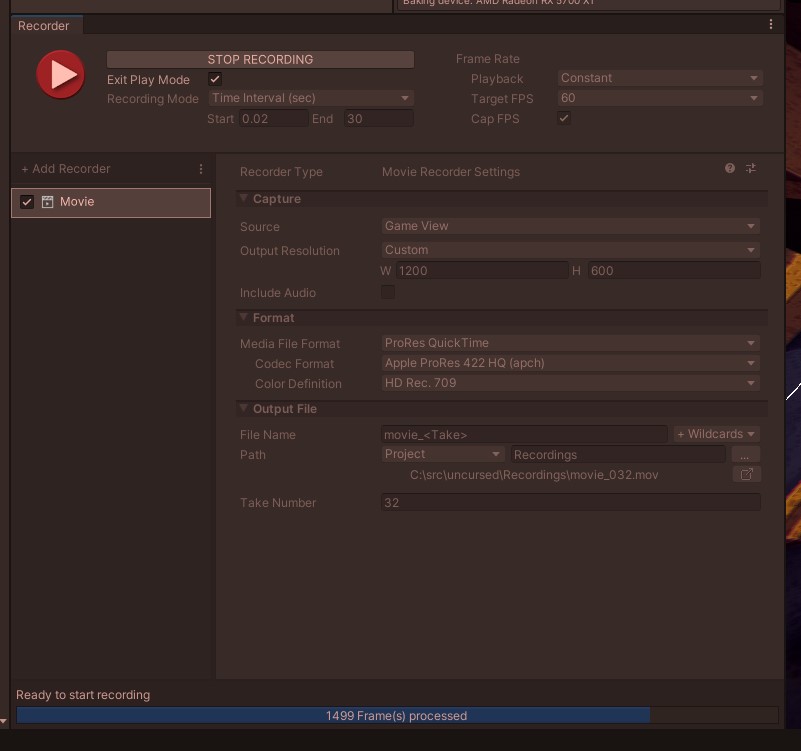 Baking device: AMD Radeon RX 5700 XT
Recorder
STOP RECORDING
Exit Play Mode
Recording Mode Time Interval (sec)
Start 0.02 End 30
Frame Rate
Playback Constant
Target FPS 60
Cap FPS
+ Add Recorder
Movie
Recorder Type Movie Recorder Settings
Capture
Source Game View
Output Resolution Custom
W 1200 H 600
Include Audio
Format
Media File Format ProRes QuickTime
Codec Format Apple ProRes 422 HQ (apch)
Color Definition HD Rec. 709
Output File
File Name movie_<Take> + Wildcards
Path Project Recordings ...
C:\src\uncursed\Recordings\movie_032.mov
Take Number 32
Ready to start recording
1499 Frame(s) processed